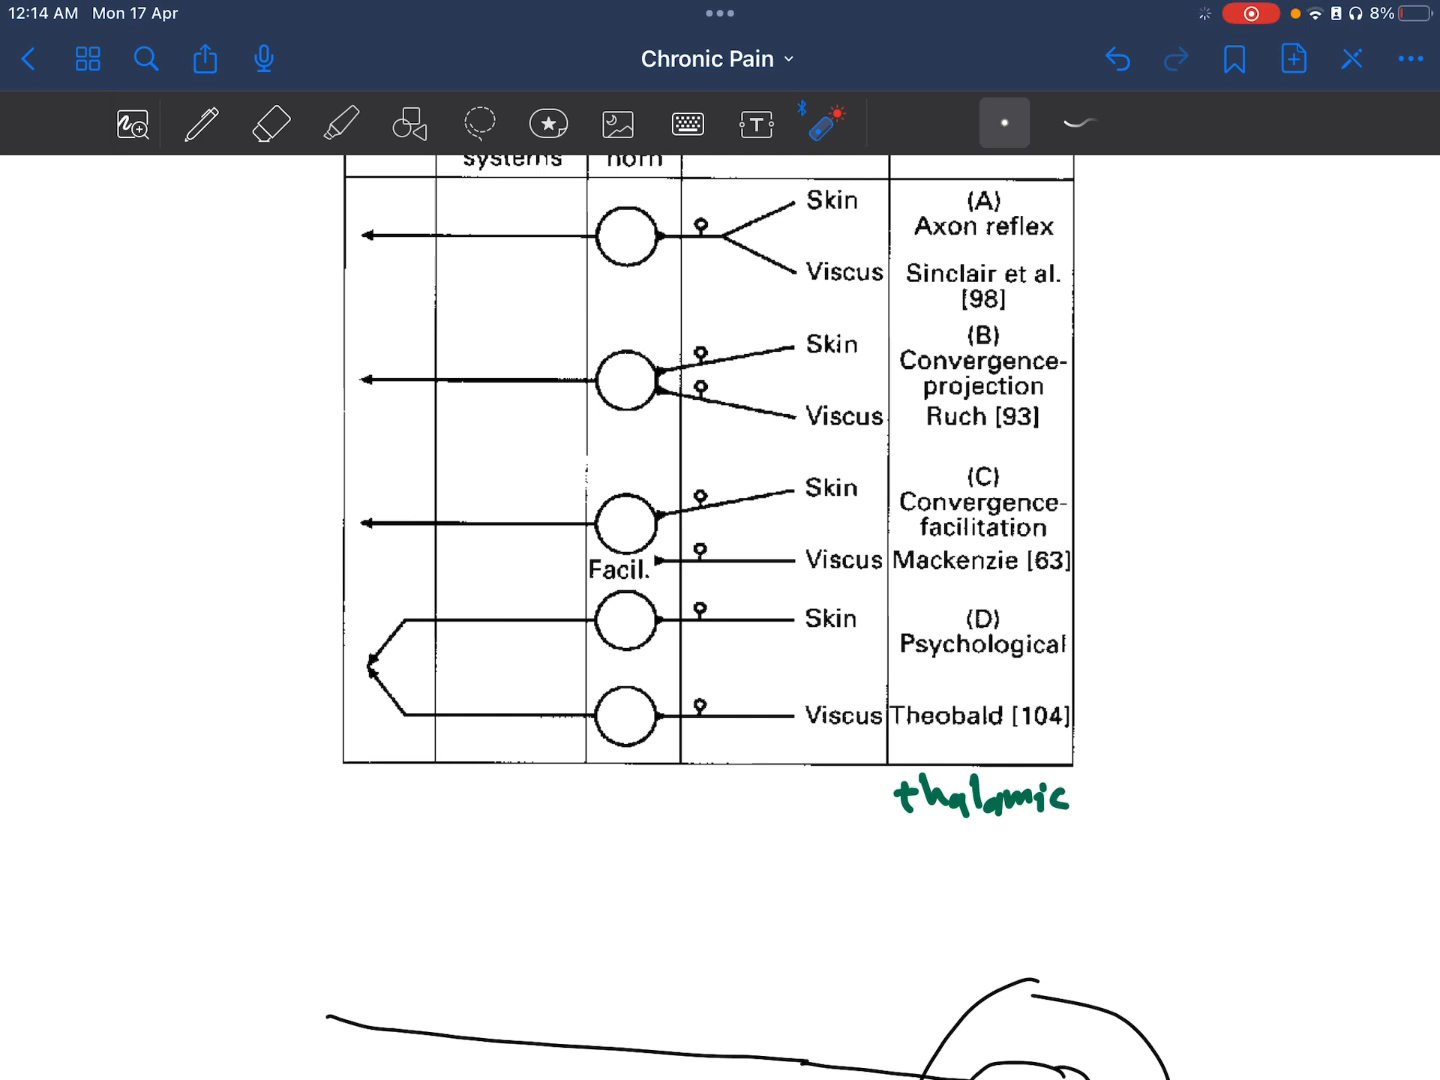 12:14 AM Mon 17 Apr
8%
Chronic Pain
T
systems horn
Skin
(A)
Axon reflex
Viscus
Sinclair et al.
[98]
Skin
(B)
Convergence-
projection
Viscus
Ruch [93]
Skin
(C)
Convergence-
facilitation
Facil.
Viscus
Mackenzie [63]
Skin
(D)
Psychological
Viscus
Theobald [104]
thalamic